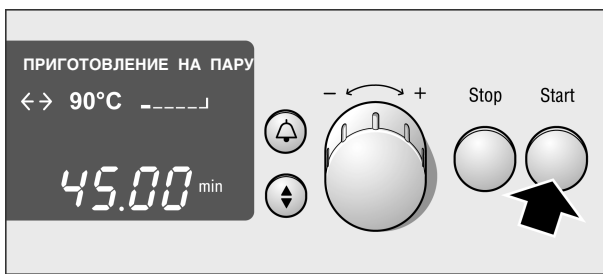 ПРИГОТОВЛЕНИЕ НА ПАРУ
90°C
45.00 min
- +
Stop Start